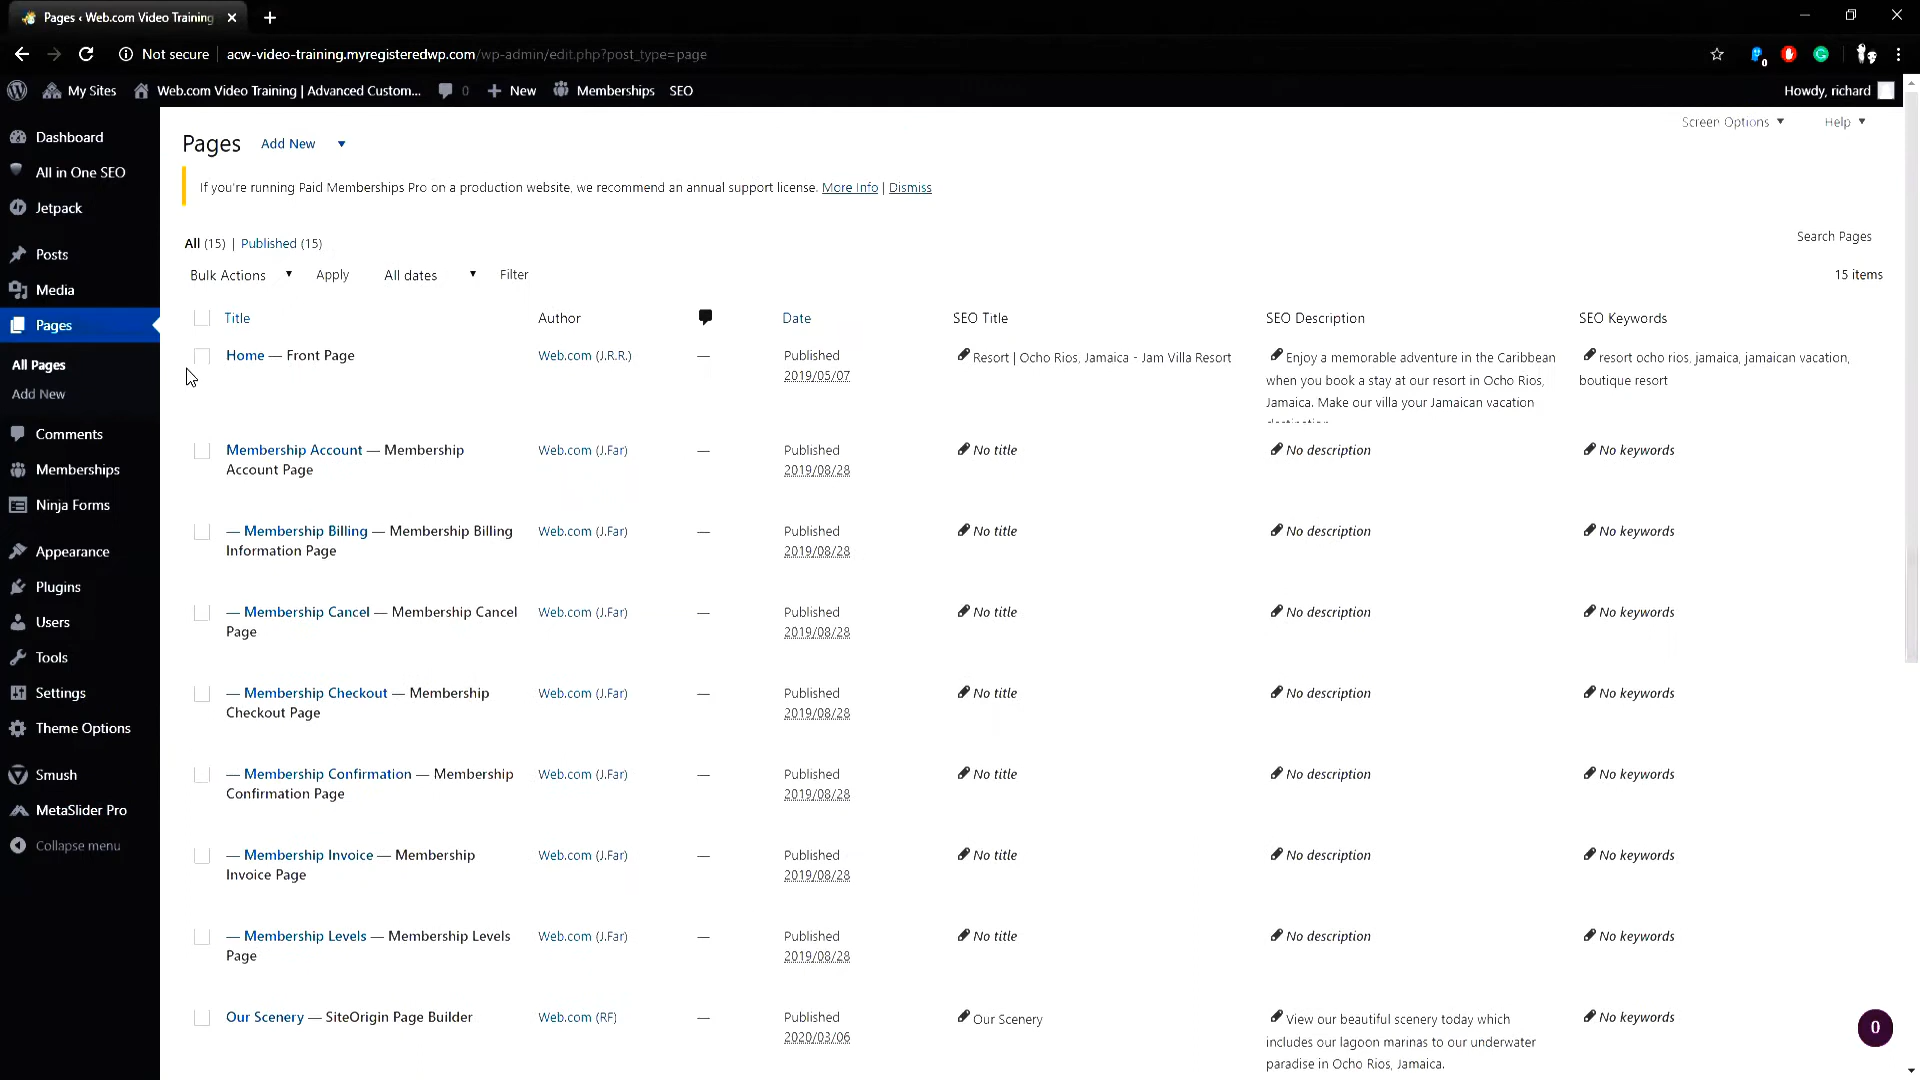 Pages ‹ Web.com Video Training
Not secure acw-video-training.myregisteredwp.com/wp-admin/edit.php?post_type=page
0
My Sites Web.com Video Training | Advanced Custom... 0 New Memberships SEO Howdy, richard
Dashboard
All in One SEO
Jetpack
Posts
Media
Pages
All Pages
Add New
Comments
Memberships
Ninja Forms
Appearance
Plugins
Users
Tools
Settings
Theme Options
Smush
MetaSlider Pro
Collapse menu
Screen Options Help
Pages Add New
If you're running Paid Memberships Pro on a production website, we recommend an annual support license. More Info | Dismiss
All (15) | Published (15)
Search Pages
Bulk Actions Apply All dates Filter 15 items
Title Author Date SEO Title SEO Description SEO Keywords
Home — Front Page Web.com (J.R.R.) — Published Resort | Ocho Rios, Jamaica - Jam Villa Resort Enjoy a memorable adventure in the Caribbean resort ocho rios, jamaica, jamaican vacation,
2019/05/07 when you book a stay at our resort in Ocho Rios, boutique resort
Jamaica. Make our villa your Jamaican vacation
Membership Account — Membership Web.com (J.Far) — Published No title No description No keywords
Account Page 2019/08/28
— Membership Billing — Membership Billing Web.com (J.Far) — Published No title No description No keywords
Information Page 2019/08/28
— Membership Cancel — Membership Cancel Web.com (J.Far) — Published No title No description No keywords
Page 2019/08/28
— Membership Checkout — Membership Web.com (J.Far) — Published No title No description No keywords
Checkout Page 2019/08/28
— Membership Confirmation — Membership Web.com (J.Far) — Published No title No description No keywords
Confirmation Page 2019/08/28
— Membership Invoice — Membership Web.com (J.Far) — Published No title No description No keywords
Invoice Page 2019/08/28
— Membership Levels — Membership Levels Web.com (J.Far) — Published No title No description No keywords
Page 2019/08/28
Our Scenery — SiteOrigin Page Builder Web.com (RF) — Published Our Scenery View our beautiful scenery today which No keywords
2020/03/06 includes our lagoon marinas to our underwater
paradise in Ocho Rios, Jamaica.
0